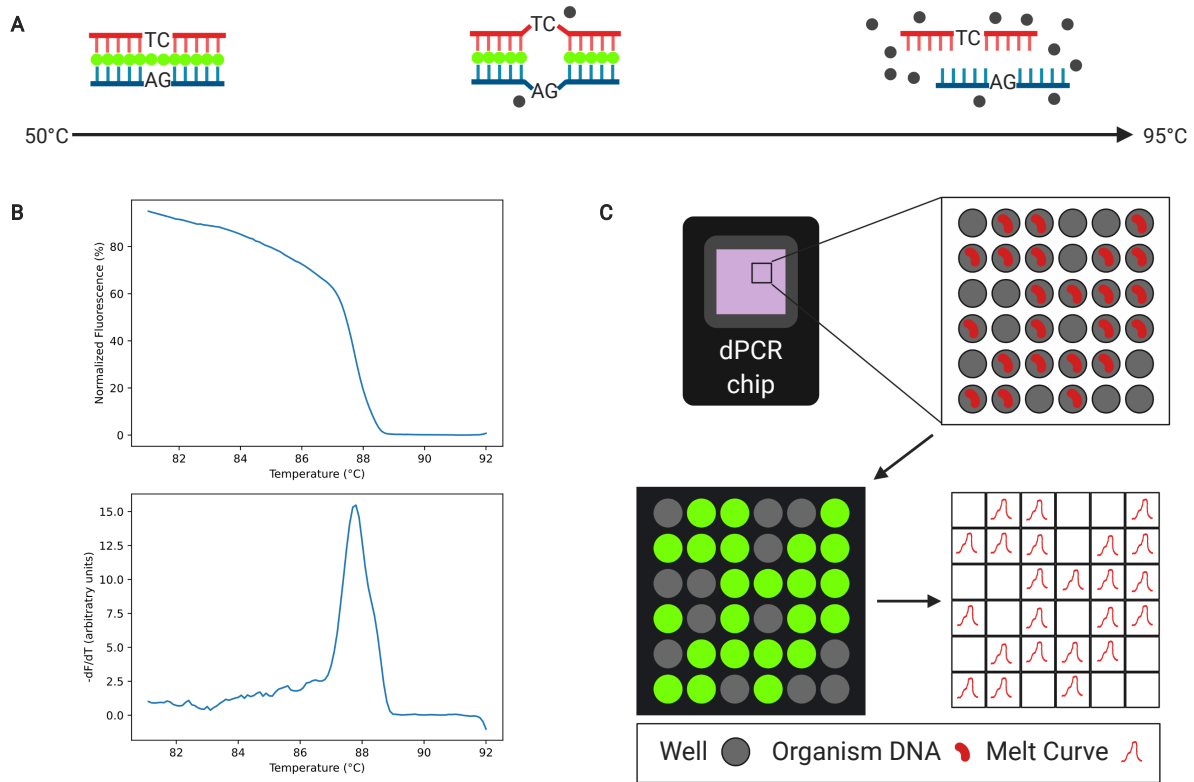 A
TC
AG
TC
AG
TC
AG
50°C
95°C
B
Normalized Fluorescence (%)
80
60
40
20
0
82
84
86
88
90
92
Temperature (°C)
-dF/dT (arbitratry units)
15.0
12.5
10.0
7.5
5.0
2.5
0.0
82
84
86
88
90
92
Temperature (°C)
C
dPCR
chip
Well
Organism DNA
Melt Curve